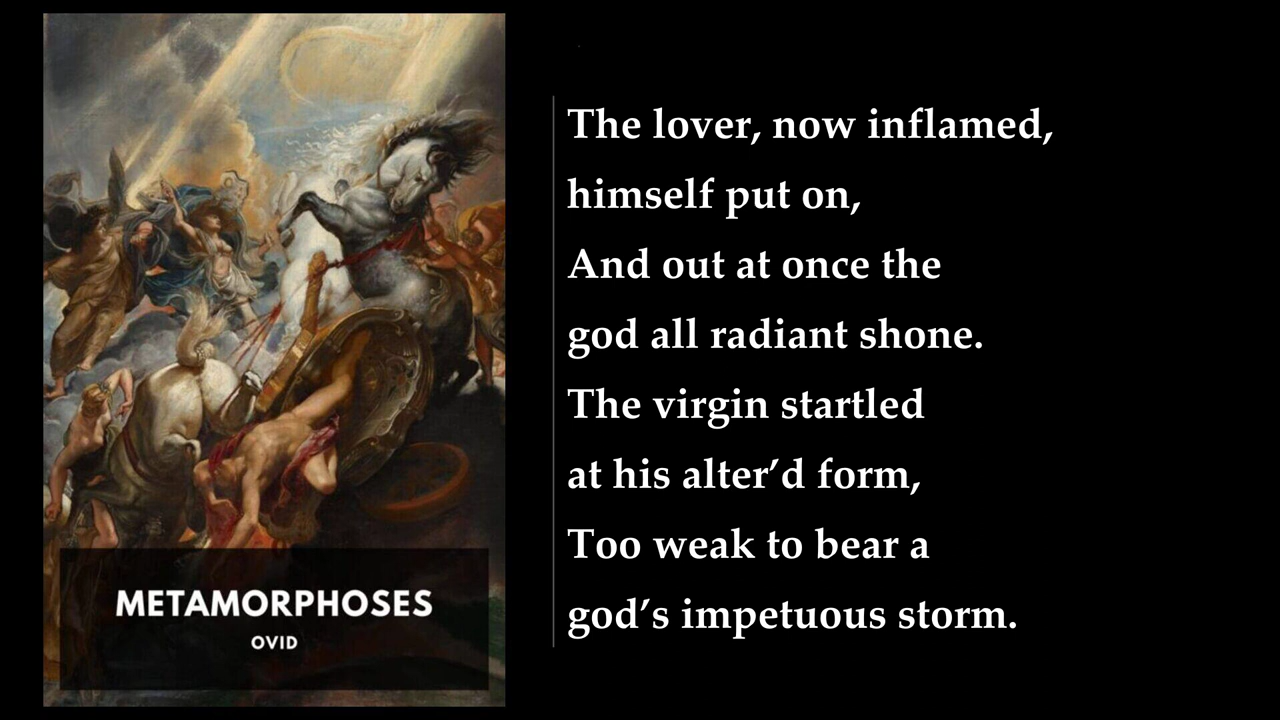 METAMORPHOSES
OVID
The lover, now inflamed,
himself put on,
And out at once the
god all radiant shone.
The virgin startled
at his alter’d form,
Too weak to bear a
god’s impetuous storm.